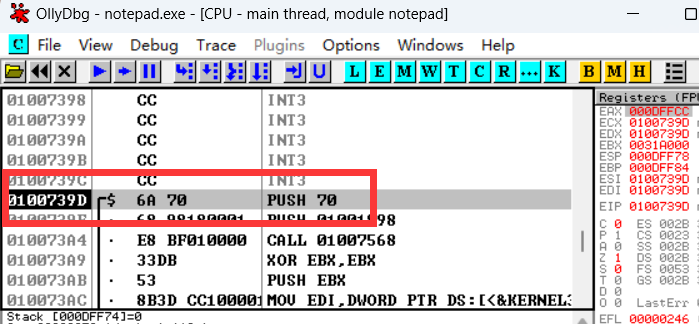 OllyDbg - notepad.exe - [CPU - main thread, module notepad]
C File View Debug Trace Plugins Options Windows Help
L E M W T C R ... K B M H
01007398 CC INT3
01007399 CC INT3
0100739A CC INT3
0100739B CC INT3
0100739C CC INT3
0100739D $ 6A 70 PUSH 70
0100739F · 68 98180001 PUSH 01001898
010073A4 · E8 BF010000 CALL 01007568
010073A9 · 33DB XOR EBX,EBX
010073AB · 53 PUSH EBX
010073AC · 8B3D CC10000 MOV EDI,DWORD PTR DS:[<&KERNEL3
Stack [000DFF74]=0
Registers (FPU
EAX 000DFFCC
ECX 0100739D
EDX 0100739D
EBX 0031A000
ESP 000DFF78
EBP 000DFF84
ESI 0100739D
EDI 0100739D
EIP 0100739D
C 0 ES 002B
P 1 CS 0023
A 0 SS 002B
Z 1 DS 002B
S 0 FS 0053
T 0 GS 002B
D 0
O 0 LastErr
EFL 00000246